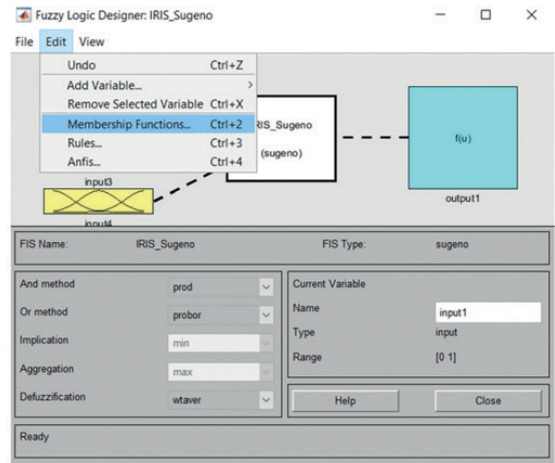 Fuzzy Logic Designer: IRIS_Sugeno
File Edit View
Undo Ctrl+Z
Add Variable... >
Remove Selected Variable Ctrl+X
Membership Functions... Ctrl+2
Rules... Ctrl+3
Anfis... Ctrl+4
IRIS_Sugeno
(sugeno)
f(u)
input3
output1
input4
FIS Name: IRIS_Sugeno FIS Type: sugeno
And method prod
Or method probor
Implication min
Aggregation max
Defuzzification wtaver
Current Variable
Name input1
Type input
Range [0 1]
Help Close
Ready